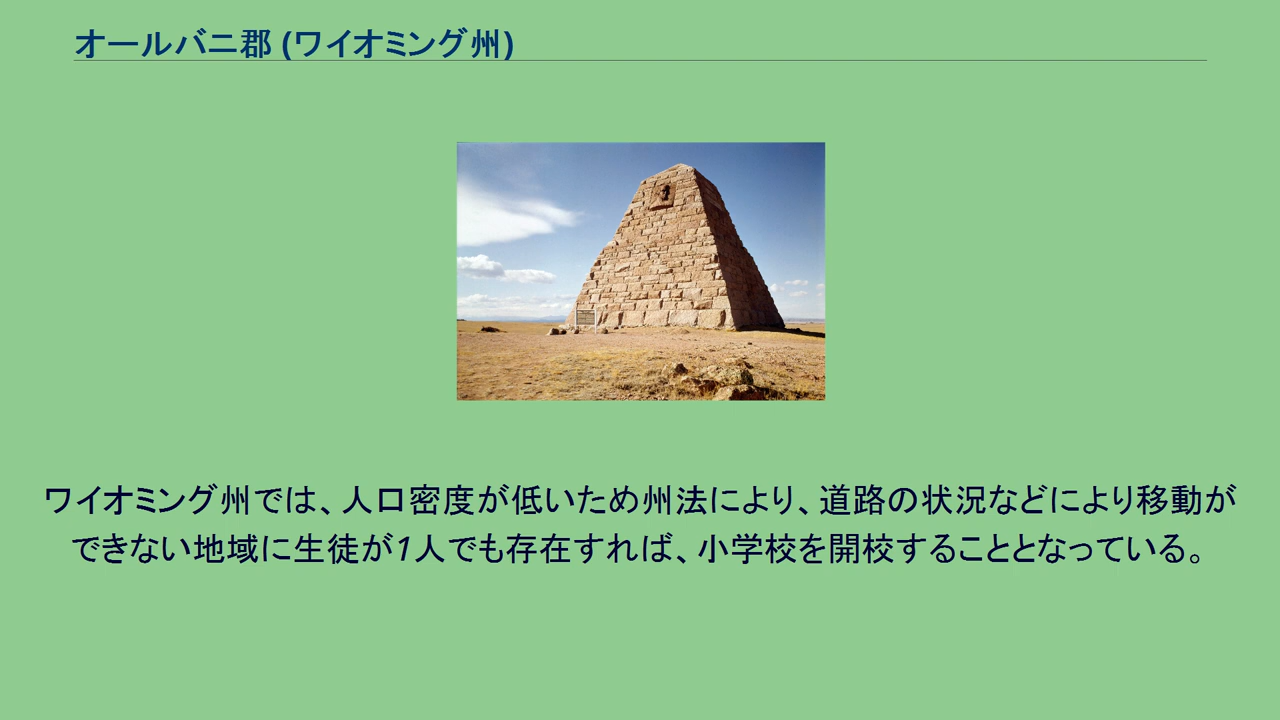 オールバニ郡 (ワイオミング州)
ワイオミング州では、人口密度が低いため州法により、道路の状況などにより移動が
できない地域に生徒が1人でも存在すれば、小学校を開校することとなっている。